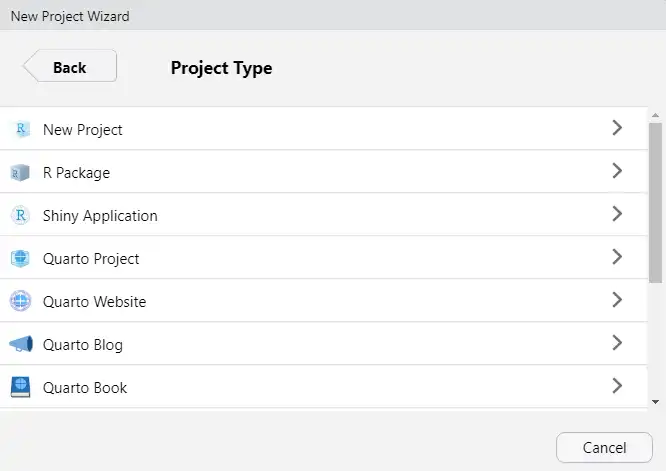 New Project Wizard
Back
Project Type
R New Project
R R Package
R Shiny Application
Quarto Project
Quarto Website
Quarto Blog
Quarto Book
Cancel